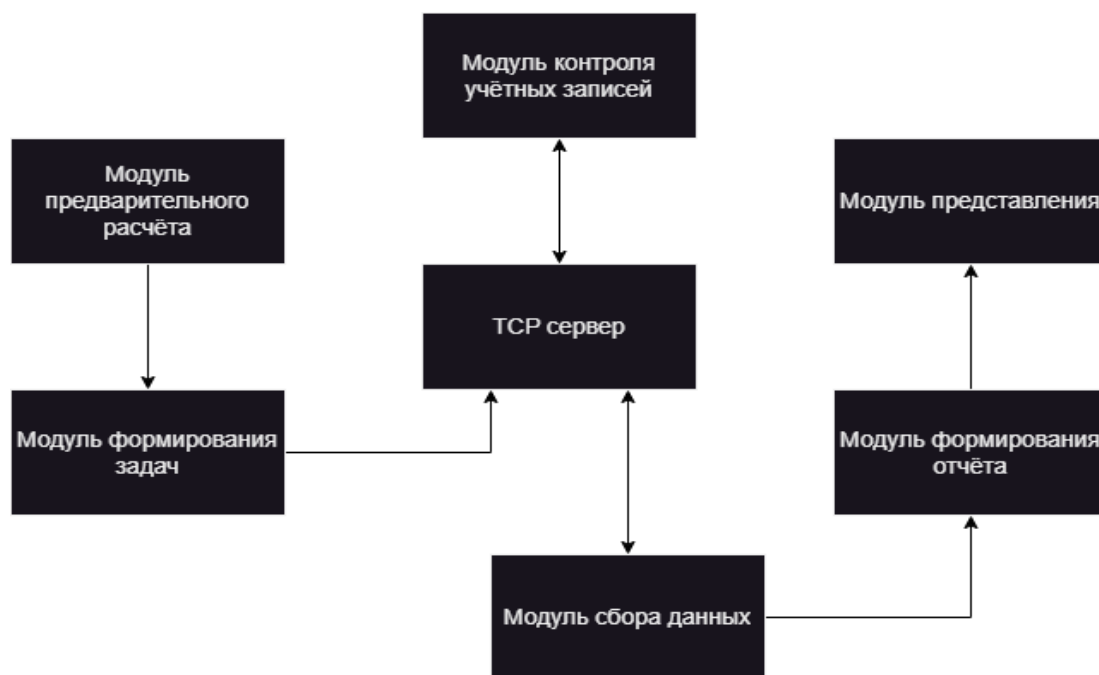 Модуль контроля
учётных записей
Модуль
предварительного
расчёта
Модуль представления
TCP сервер
Модуль формирования
задач
Модуль формирования
отчёта
Модуль сбора данных